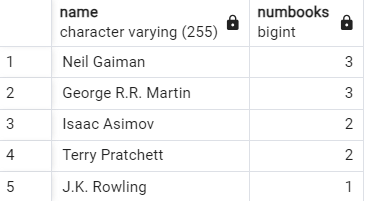 name numbooks
character varying (255) bigint
1 Neil Gaiman 3
2 George R.R. Martin 3
3 Isaac Asimov 2
4 Terry Pratchett 2
5 J.K. Rowling 1